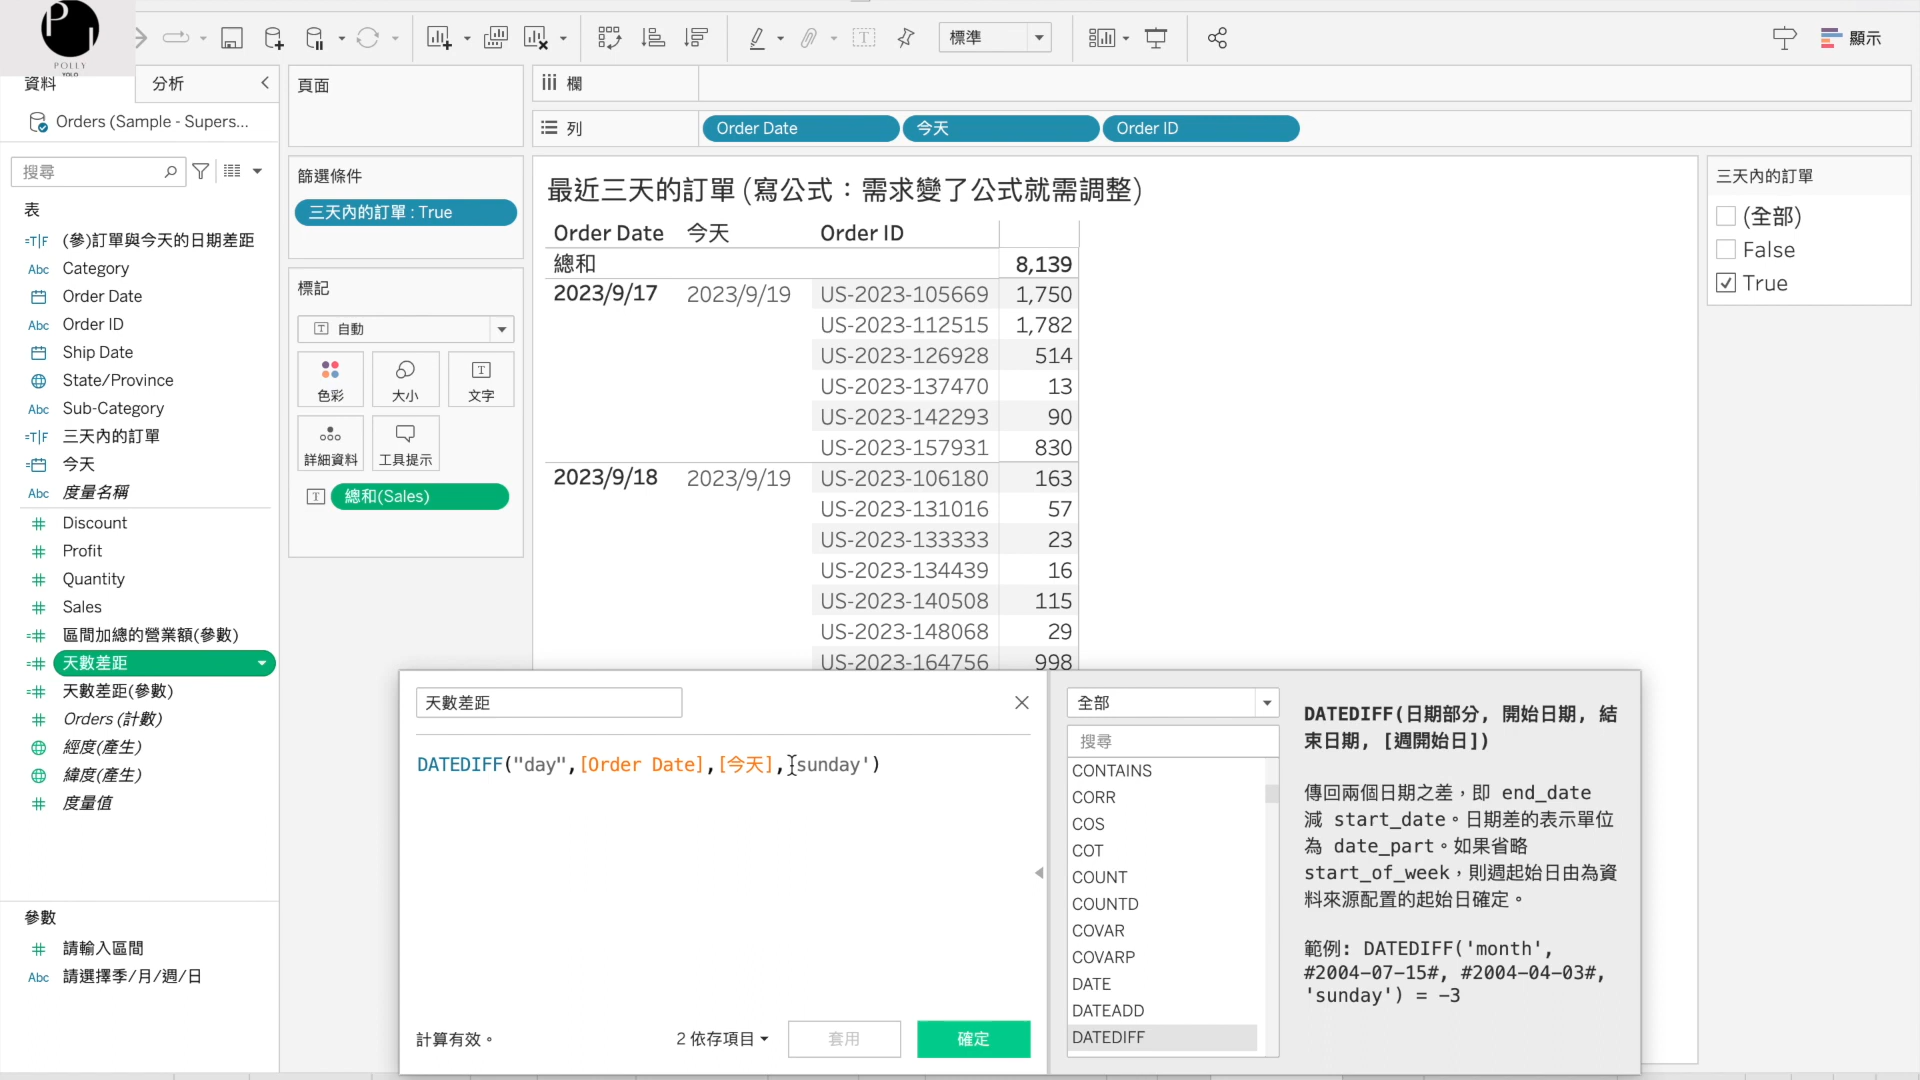 POLLY
YOLO
標準
顯示
資料
分析
頁面
欄
Orders (Sample - Supers...
列
Order Date
今天
Order ID
搜尋
篩選條件
三天內的訂單 : True
最近三天的訂單 (寫公式：需求變了公式就需調整)
三天內的訂單
(全部)
False
True
表
=T|F (參)訂單與今天的日期差距
Abc Category
Order Date
Abc Order ID
Ship Date
State/Province
Abc Sub-Category
=T|F 三天內的訂單
今天
Abc 度量名稱
Discount
Profit
Quantity
Sales
區間加總的營業額(參數)
天數差距
天數差距(參數)
Orders (計數)
經度(產生)
緯度(產生)
度量值
參數
請輸入區間
Abc 請選擇季/月/週/日
標記
自動
色彩
大小
文字
詳細資料
工具提示
總和(Sales)
Order Date 今天 Order ID
總和 8,139
2023/9/17 2023/9/19 US-2023-105669 1,750
US-2023-112515 1,782
US-2023-126928 514
US-2023-137470 13
US-2023-142293 90
US-2023-157931 830
2023/9/18 2023/9/19 US-2023-106180 163
US-2023-131016 57
US-2023-133333 23
US-2023-134439 16
US-2023-140508 115
US-2023-148068 29
US-2023-164756 998
天數差距
DATEDIFF("day",[Order Date],[今天],'sunday')
計算有效。
2 依存項目
套用
確定
全部
搜尋
CONTAINS
CORR
COS
COT
COUNT
COUNTD
COVAR
COVARP
DATE
DATEADD
DATEDIFF
DATEDIFF(日期部分, 開始日期, 結
束日期, [週開始日])
傳回兩個日期之差，即 end_date
減 start_date。日期差的表示單位
為 date_part。如果省略
start_of_week，則週起始日由為資
料來源配置的起始日確定。
範例: DATEDIFF('month',
#2004-07-15#, #2004-04-03#,
'sunday') = -3